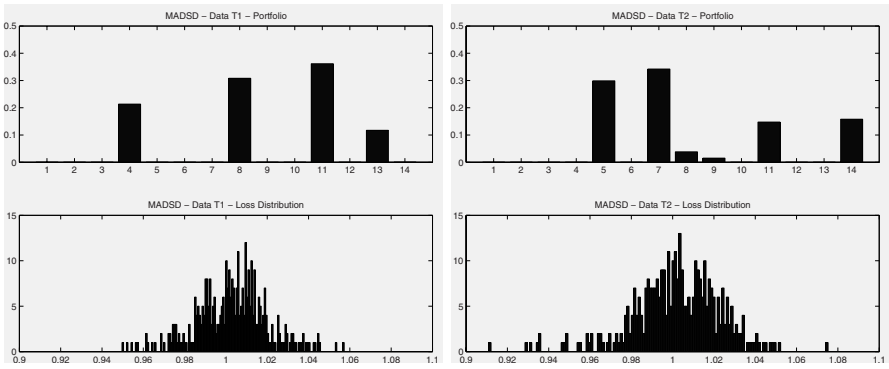 MADSD – Data T1 – Portfolio
0.5
0.4
0.3
0.2
0.1
0
1 2 3 4 5 6 7 8 9 10 11 12 13 14
MADSD – Data T2 – Portfolio
0.5
0.4
0.3
0.2
0.1
0
1 2 3 4 5 6 7 8 9 10 11 12 13 14
MADSD – Data T1 – Loss Distribution
15
10
5
0
0.9 0.92 0.94 0.96 0.98 1 1.02 1.04 1.06 1.08 1.1
MADSD – Data T2 – Loss Distribution
15
10
5
0
0.9 0.92 0.94 0.96 0.98 1 1.02 1.04 1.06 1.08 1.1